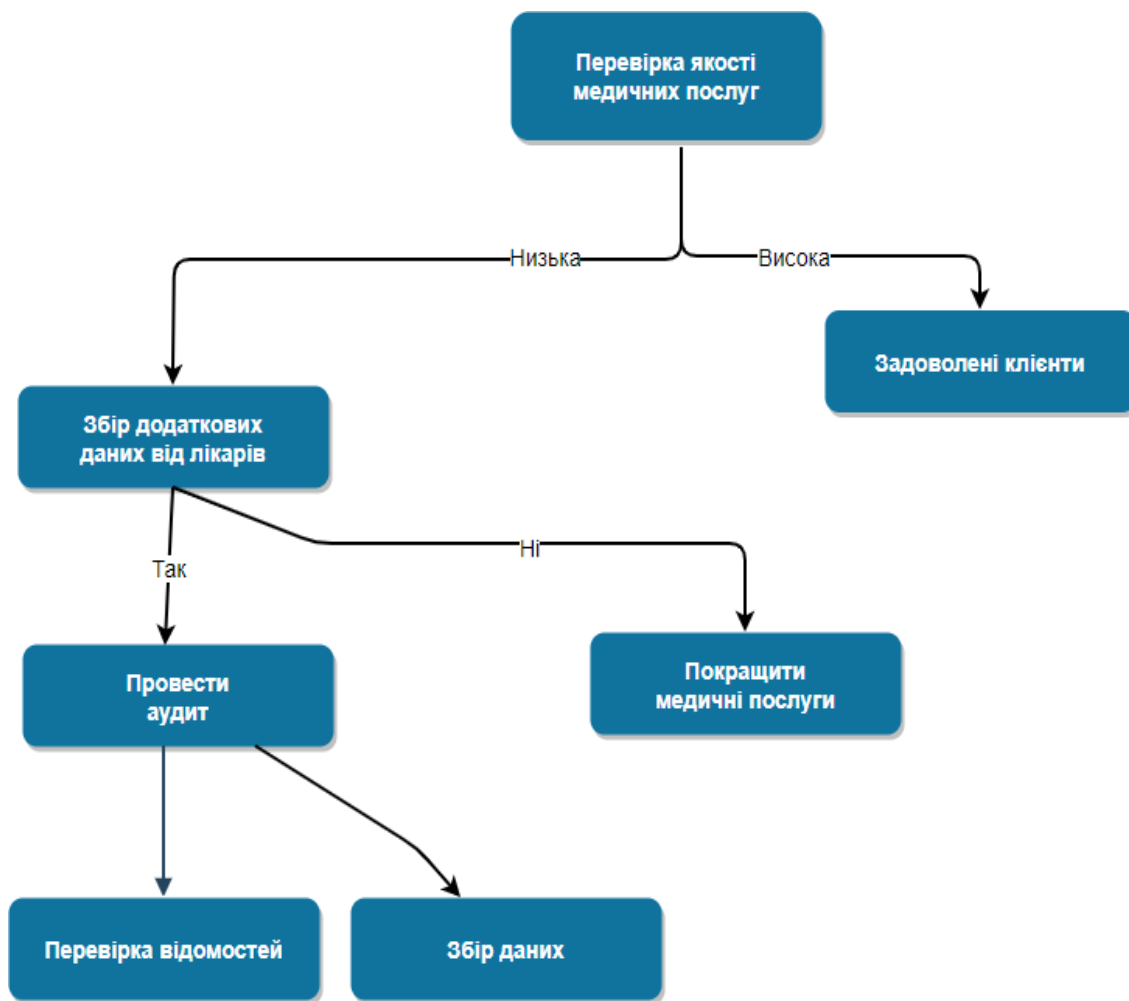 Перевірка якості
медичних послуг
Низька
Висока
Задоволені клієнти
Збір додаткових
даних від лікарів
Ні
Так
Покращити
медичні послуги
Провести
аудит
Перевірка відомостей
Збір даних